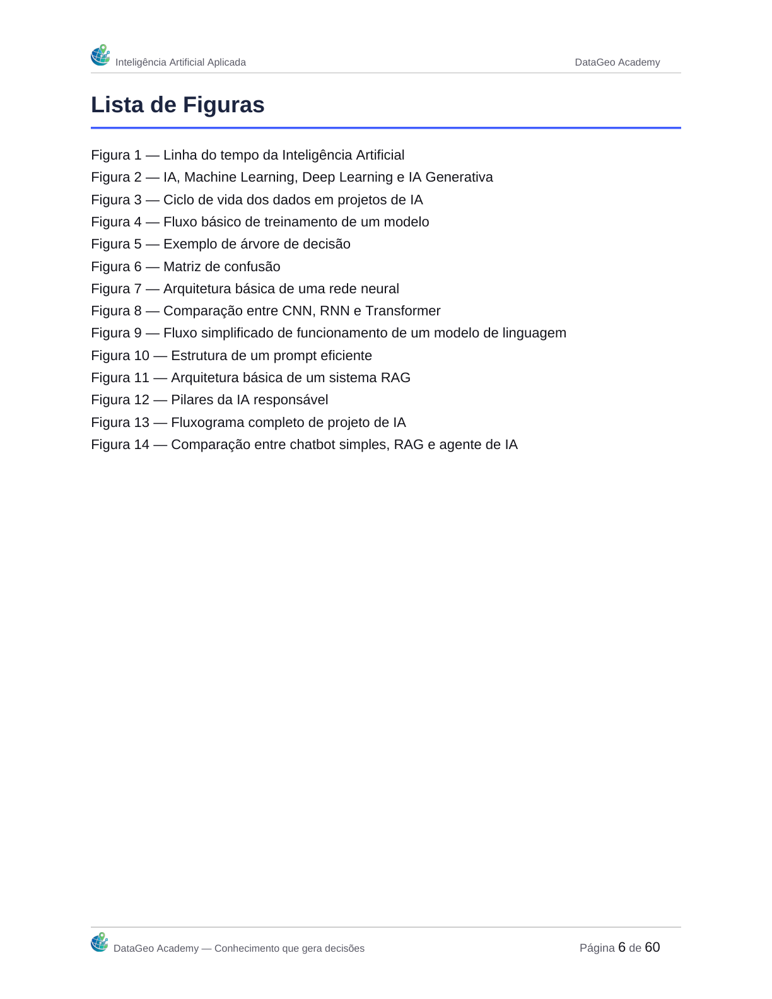 Inteligência Artificial Aplicada DataGeo Academy
Lista de Figuras
Figura 1 — Linha do tempo da Inteligência Artificial
Figura 2 — IA, Machine Learning, Deep Learning e IA Generativa
Figura 3 — Ciclo de vida dos dados em projetos de IA
Figura 4 — Fluxo básico de treinamento de um modelo
Figura 5 — Exemplo de árvore de decisão
Figura 6 — Matriz de confusão
Figura 7 — Arquitetura básica de uma rede neural
Figura 8 — Comparação entre CNN, RNN e Transformer
Figura 9 — Fluxo simplificado de funcionamento de um modelo de linguagem
Figura 10 — Estrutura de um prompt eficiente
Figura 11 — Arquitetura básica de um sistema RAG
Figura 12 — Pilares da IA responsável
Figura 13 — Fluxograma completo de projeto de IA
Figura 14 — Comparação entre chatbot simples, RAG e agente de IA
DataGeo Academy — Conhecimento que gera decisões Página 6 de 60